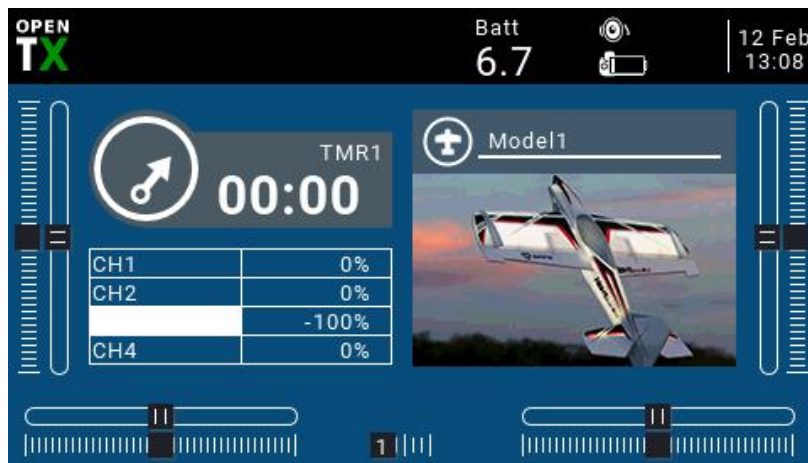 OPEN
TX
Batt
6.7
12 Feb
13:08
TMR1
00:00
Model1
CH1 0%
CH2 0%
-100%
CH4 0%
1